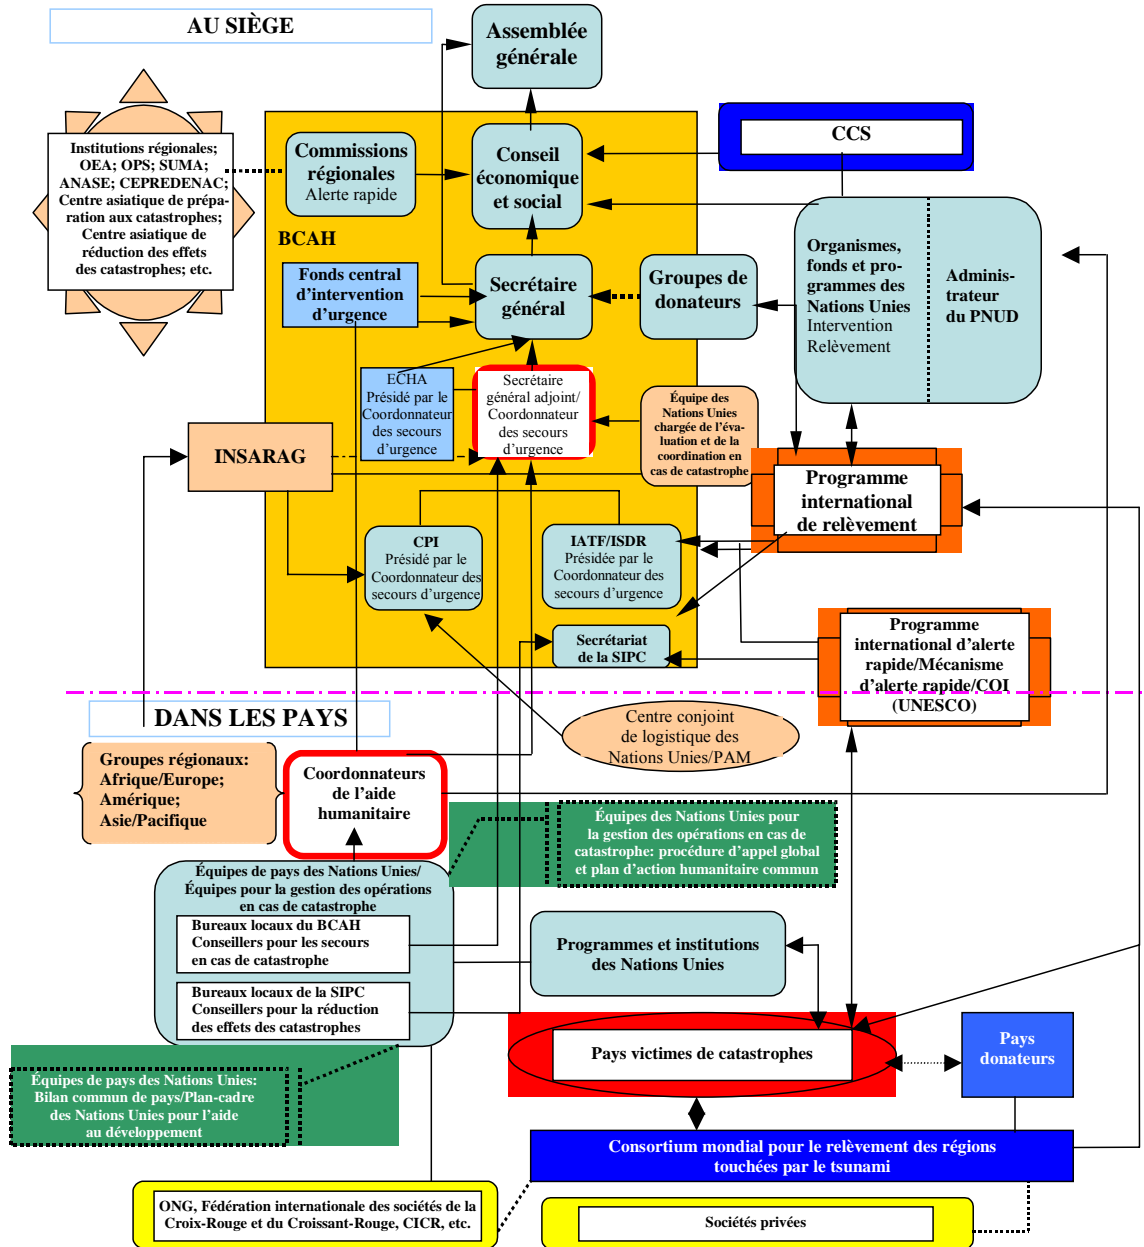 AU SIÈGE
Assemblée
générale
Institutions régionales;
OEA; OPS; SUMA;
ANASE; CEPREDENAC;
Centre asiatique de prépa-
ration aux catastrophes;
Centre asiatique de
réduction des effets
des catastrophes; etc.
Commissions
régionales
Alerte rapide
Conseil
économique
et social
CCS
BCAH
Fonds central
d'intervention
d'urgence
Secrétaire
général
Groupes de
donateurs
Organismes,
fonds et pro-
grammes des
Nations Unies
Intervention
Relèvement
Adminis-
trateur
du PNUD
ECHA
Présidé par le
Coordonnateur
des secours
d'urgence
Secrétaire
général adjoint/
Coordonnateur
des secours
d'urgence
Équipe des
Nations Unies
chargée de l'éva-
luation et de la
coordination en
cas de catastrophe
INSARAG
Programme
international
de relèvement
CPI
Présidé par le
Coordonnateur des
secours d'urgence
IATF/ISDR
Présidée par le
Coordonnateur des
secours d'urgence
Secrétariat
de la SIPC
Programme
international d'alerte
rapide/Mécanisme
d'alerte rapide/COI
(UNESCO)
DANS LES PAYS
Centre conjoint
de logistique des
Nations Unies/PAM
Groupes régionaux:
Afrique/Europe;
Amérique;
Asie/Pacifique
Coordonnateurs
de l'aide
humanitaire
Équipes des Nations Unies pour
la gestion des opérations en cas de
catastrophe: procédure d'appel global
et plan d'action humanitaire commun
Équipes de pays des Nations Unies/
Équipes pour la gestion des opérations
en cas de catastrophe
Bureaux locaux du BCAH
Conseillers pour les secours
en cas de catastrophe
Programmes et institutions
des Nations Unies
Bureaux locaux de la SIPC
Conseillers pour la réduction
des effets des catastrophes
Pays victimes de catastrophes
Pays
donateurs
Équipes de pays des Nations Unies:
Bilan commun de pays/Plan-cadre
des Nations Unies pour l'aide
au développement
Consortium mondial pour le relèvement des régions
touchées par le tsunami
ONG, Fédération internationale des sociétés de la
Croix-Rouge et du Croissant-Rouge, CICR, etc.
Sociétés privées